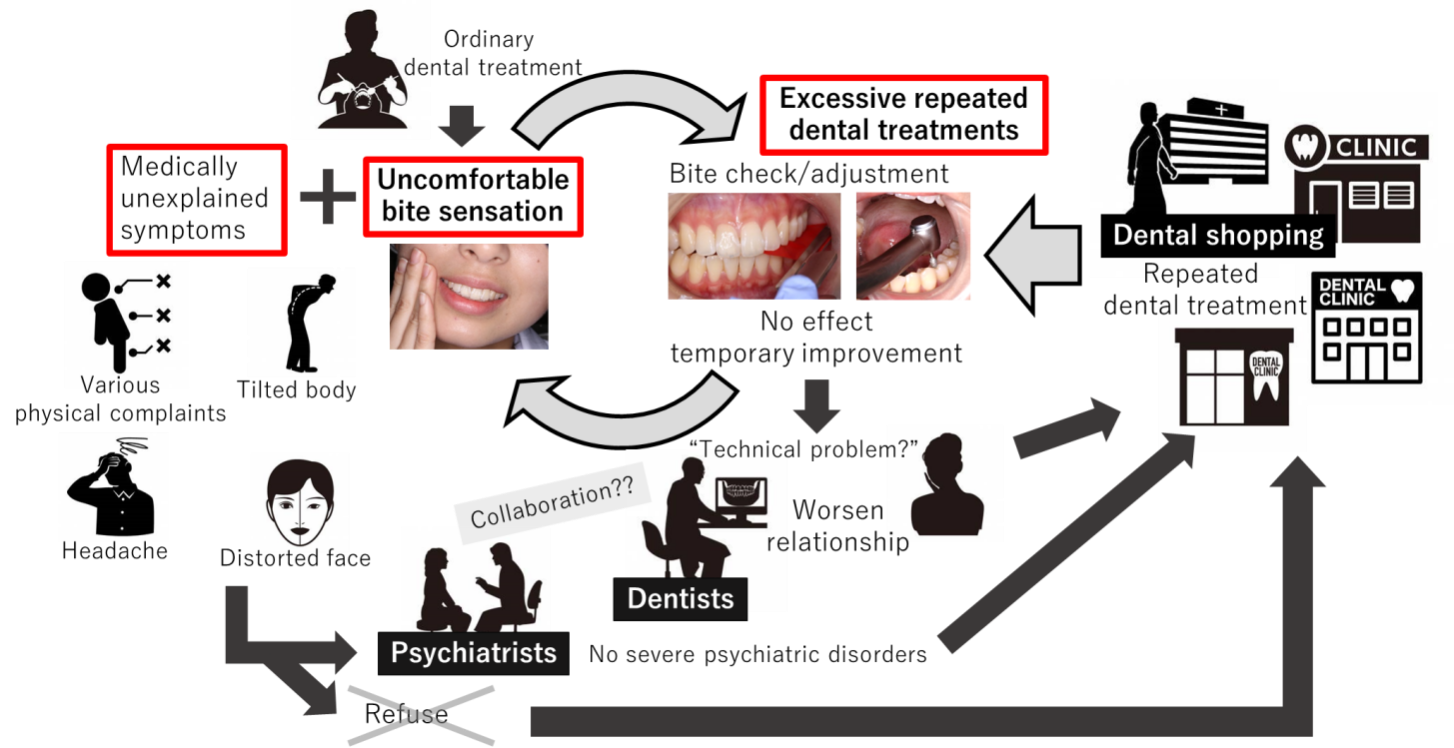 Ordinary
dental treatment
Medically
unexplained
symptoms
Uncomfortable
bite sensation
Excessive repeated
dental treatments
Bite check/adjustment
No effect
temporary improvement
CLINIC
Dental shopping
Repeated
dental treatment
DENTAL
CLINIC
DENTAL
CLINIC
Various
physical complaints
Tilted body
Headache
Distorted face
"Technical problem?"
Collaboration??
Worsen
relationship
Dentists
Psychiatrists
No severe psychiatric disorders
Refuse